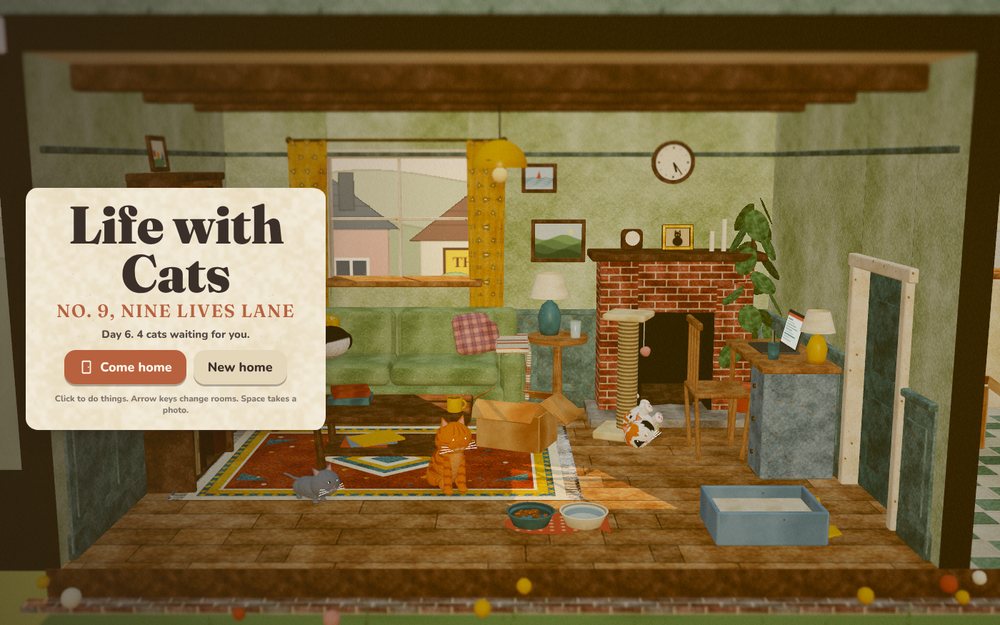 Life with
Cats
NO. 9, NINE LIVES LANE
Day 6. 4 cats waiting for you.
Come home
New home
Click to do things. Arrow keys change rooms. Space takes a
photo.
TH